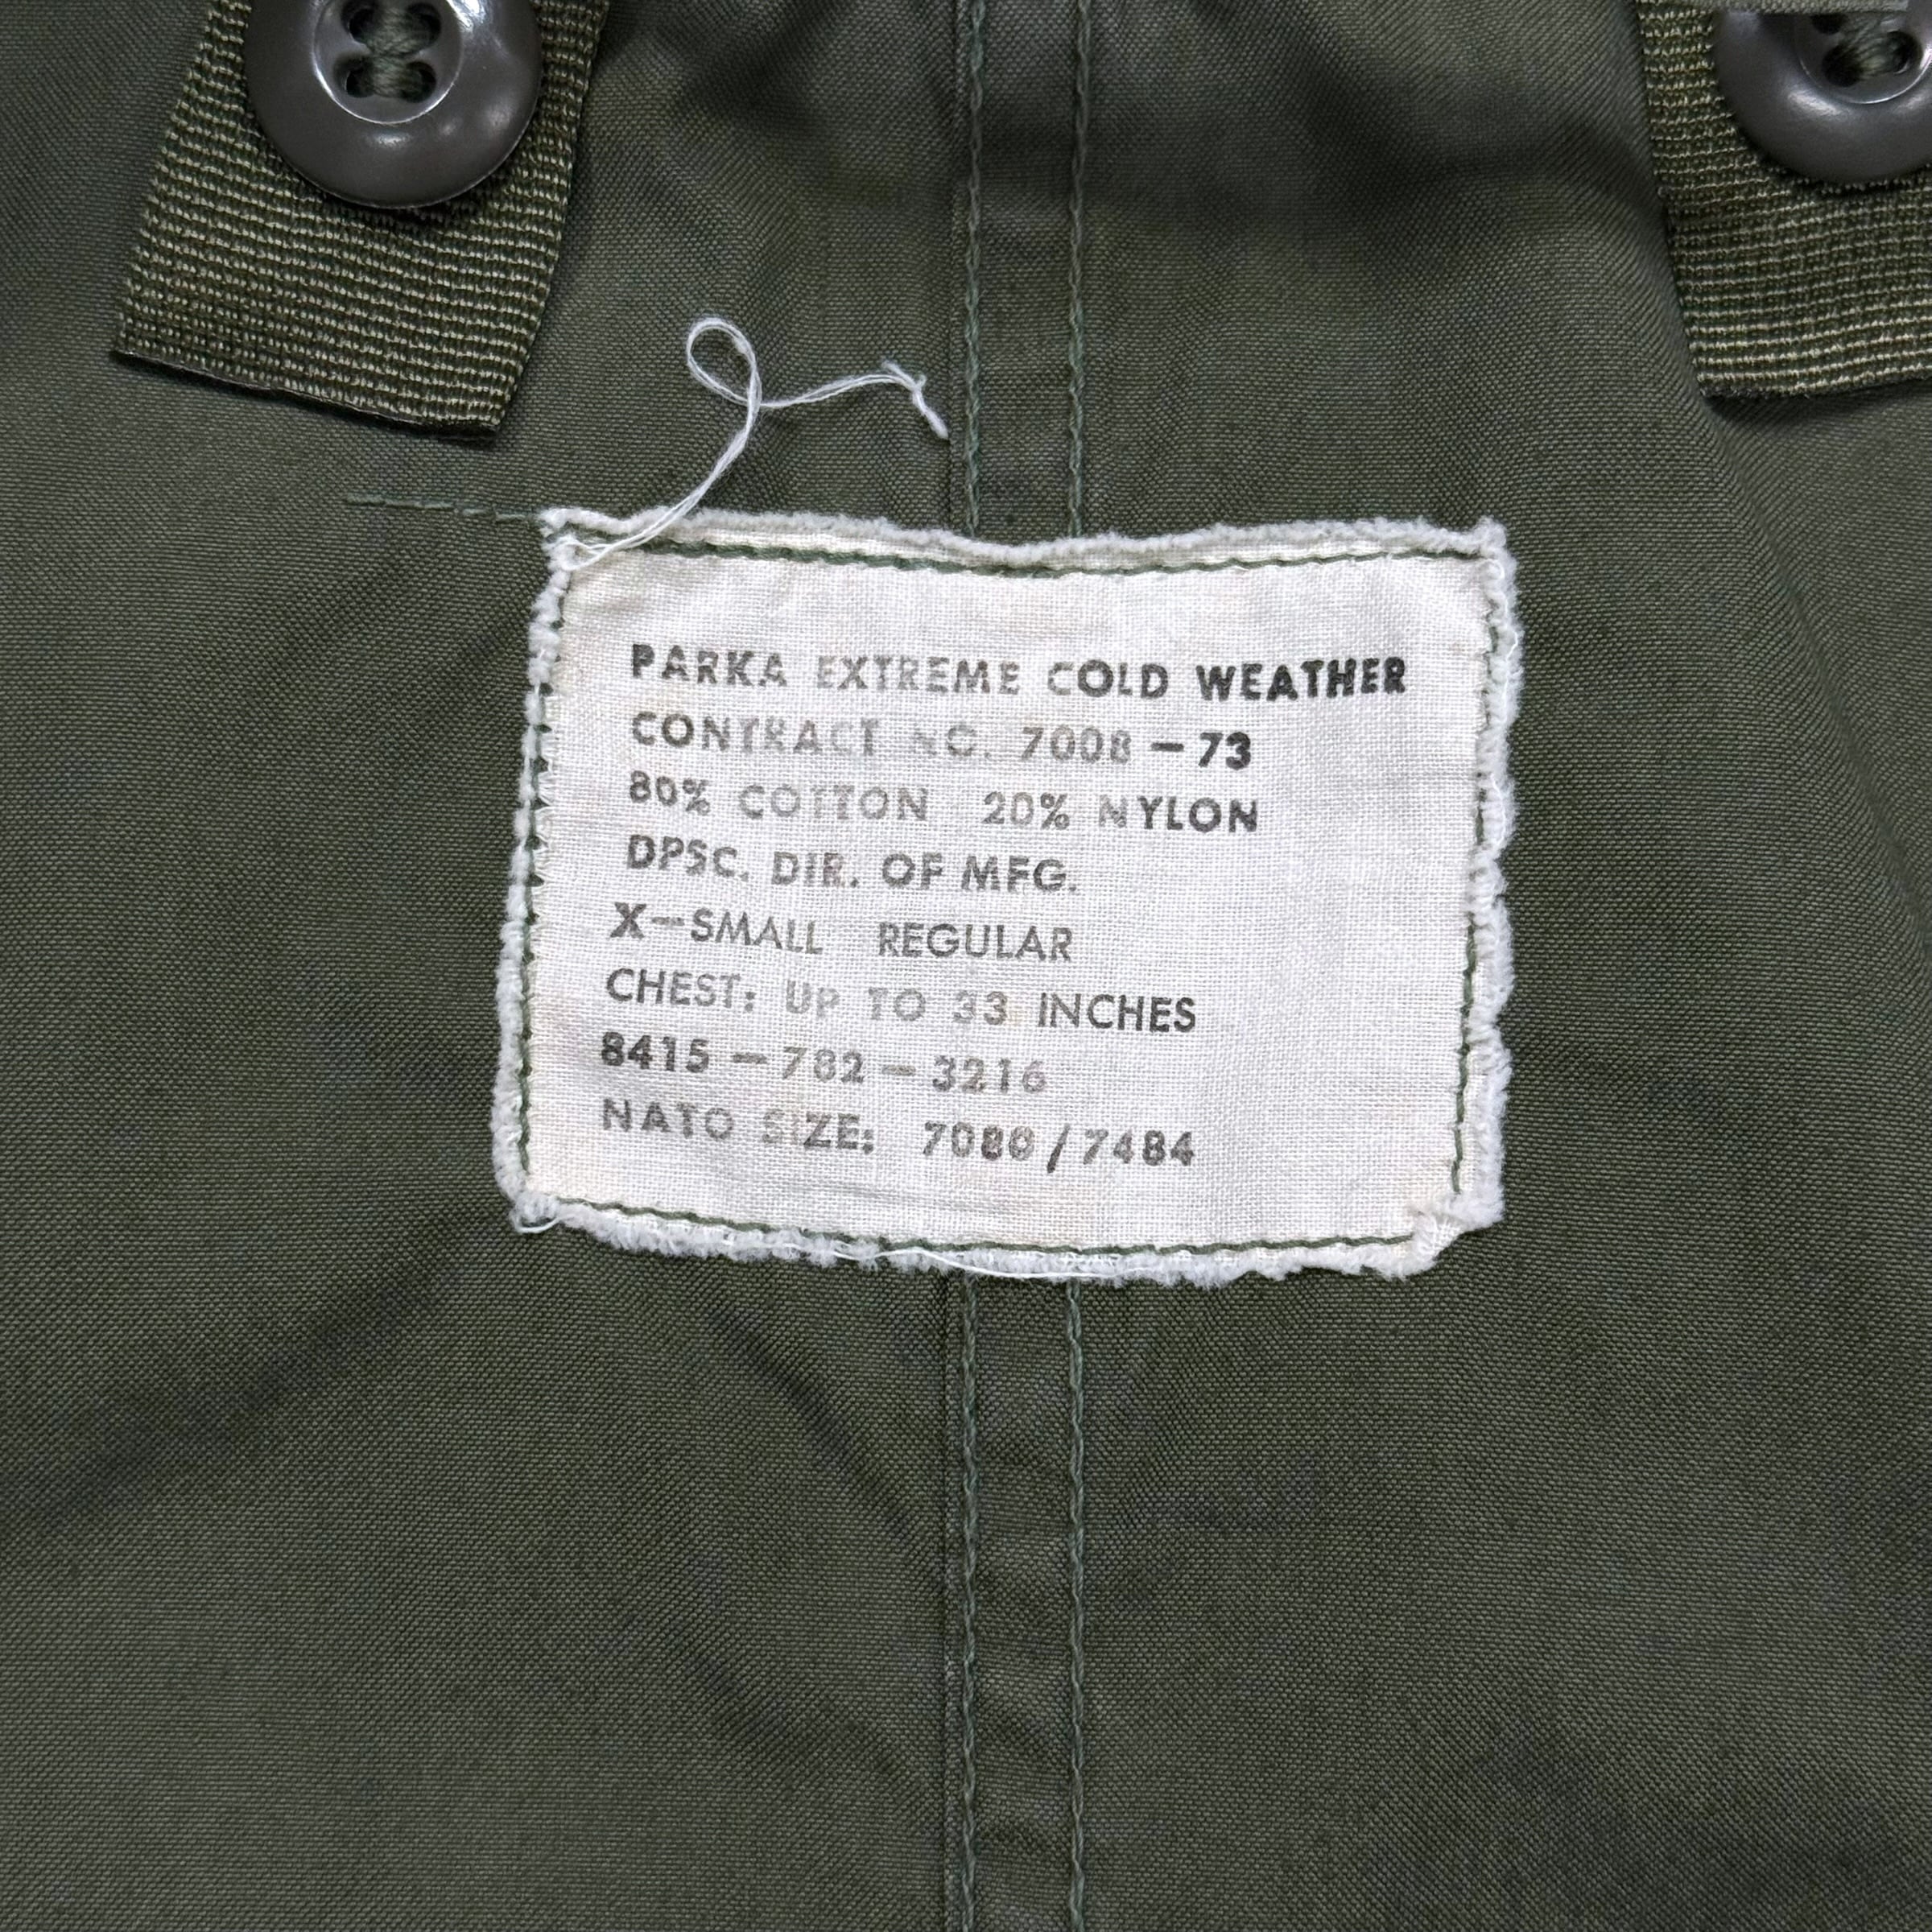 PARKA EXTREME COLD WEATHER
CONTRACT NO. 7008 – 73
80% COTTON 20% NYLON
DPSC. DIR. OF MFG.
X–SMALL REGULAR
CHEST: UP TO 33 INCHES
8415 – 782 – 3216
NATO SIZE: 7080 / 7484